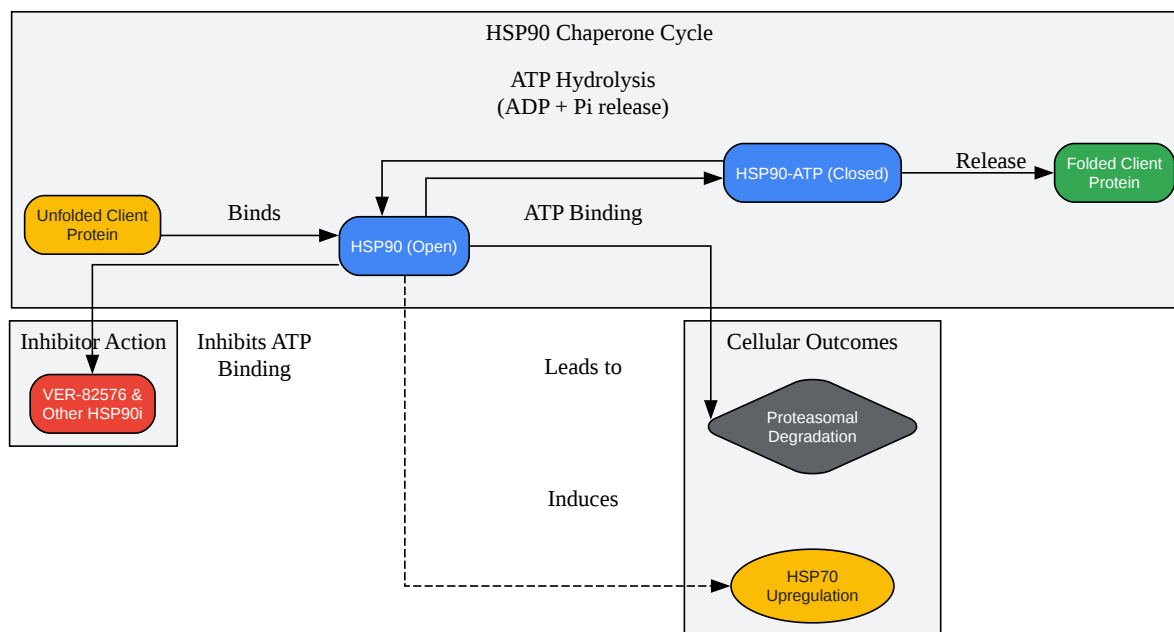 HSP90 Chaperone Cycle
ATP Hydrolysis
(ADP + Pi release)
HSP90-ATP (Closed)
Release
Folded Client
Protein
Unfolded Client
Protein
Binds
HSP90 (Open)
ATP Binding
Inhibitor Action
Inhibits ATP
Binding
VER-82576 &
Other HSP90i
Leads to
Cellular Outcomes
Proteasomal
Degradation
Induces
HSP70
Upregulation